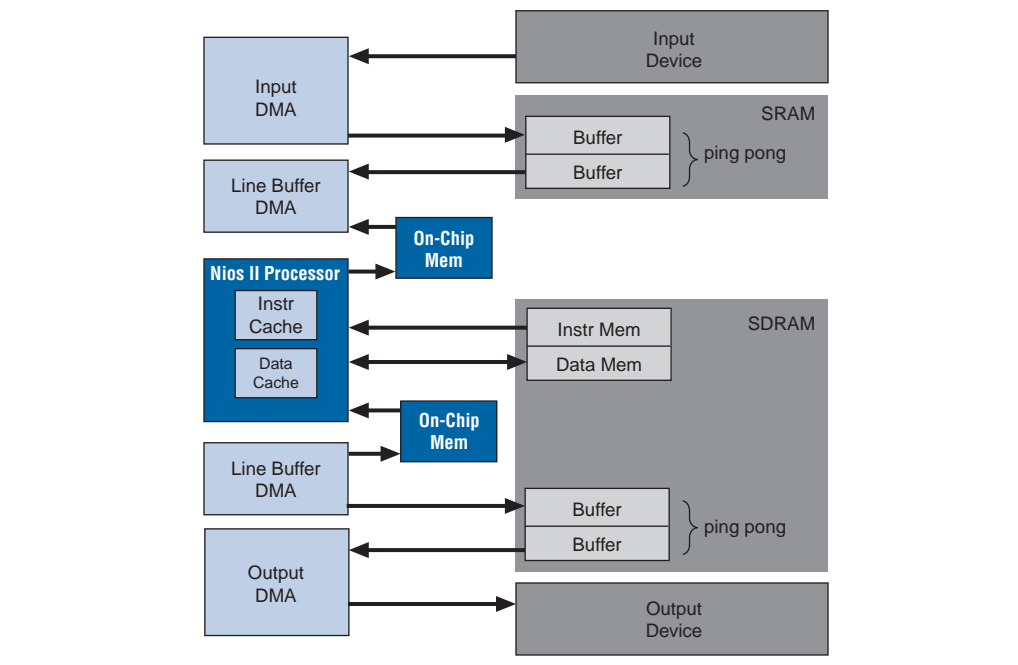 Input
Device
Input
DMA
SRAM
Buffer
Buffer
ping pong
Line Buffer
DMA
On-Chip
Mem
Nios II Processor
Instr
Cache
Data
Cache
SDRAM
Instr Mem
Data Mem
On-Chip
Mem
Line Buffer
DMA
Buffer
Buffer
ping pong
Output
DMA
Output
Device